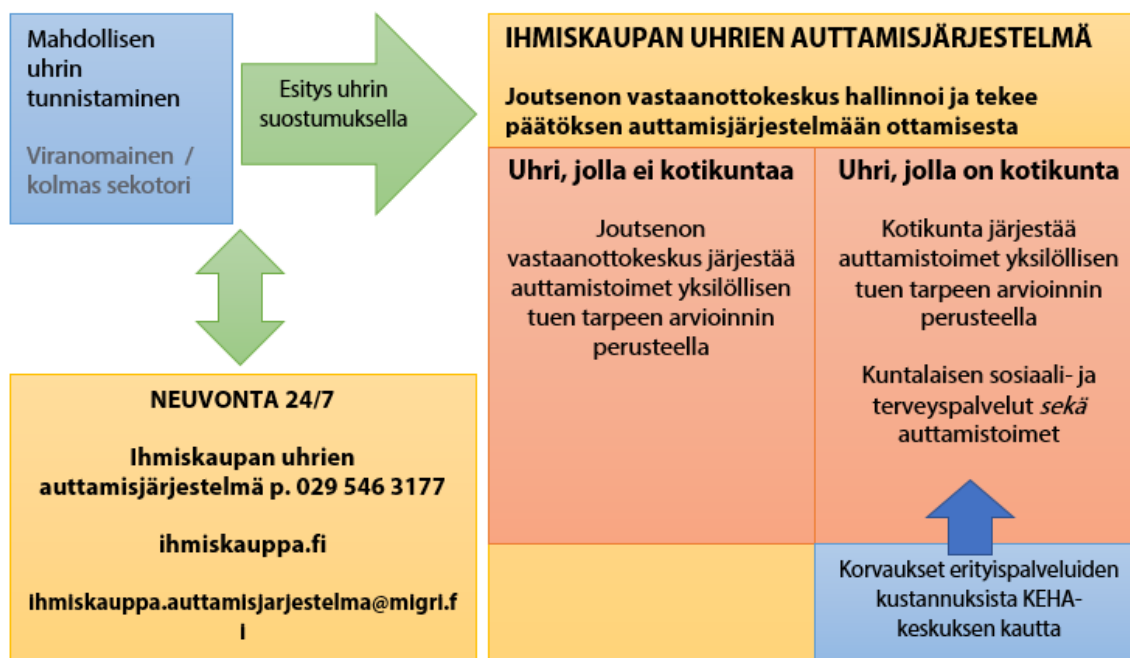 Mahdollisen
uhrin
tunnistaminen
Viranomainen /
kolmas sekotori
Esitys uhrin
suostumuksella
IHMISKAUPAN UHRIEN AUTTAMISJÄRJESTELMÄ
Joutsenon vastaanottokeskus hallinnoi ja tekee
päätöksen auttamisjärjestelmään ottamisesta
Uhri, jolla ei kotikuntaa
Joutsenon
vastaanottokeskus järjestää
auttamistoimet yksilöllisen
tuen tarpeen arvioinnin
perusteella
Uhri, jolla on kotikunta
Kotikunta järjestää
auttamistoimet yksilöllisen
tuen tarpeen arvioinnin
perusteella
Kuntalaisen sosiaali- ja
terveyspalvelut sekä
auttamistoimet
NEUVONTA 24/7
Ihmiskaupan uhrien
auttamisjärjestelmä p. 029 546 3177
ihmiskauppa.fi
ihmiskauppa.auttamisjarjestelma@migri.f
i
Korvaukset erityispalveluiden
kustannuksista KEHA-
keskuksen kautta